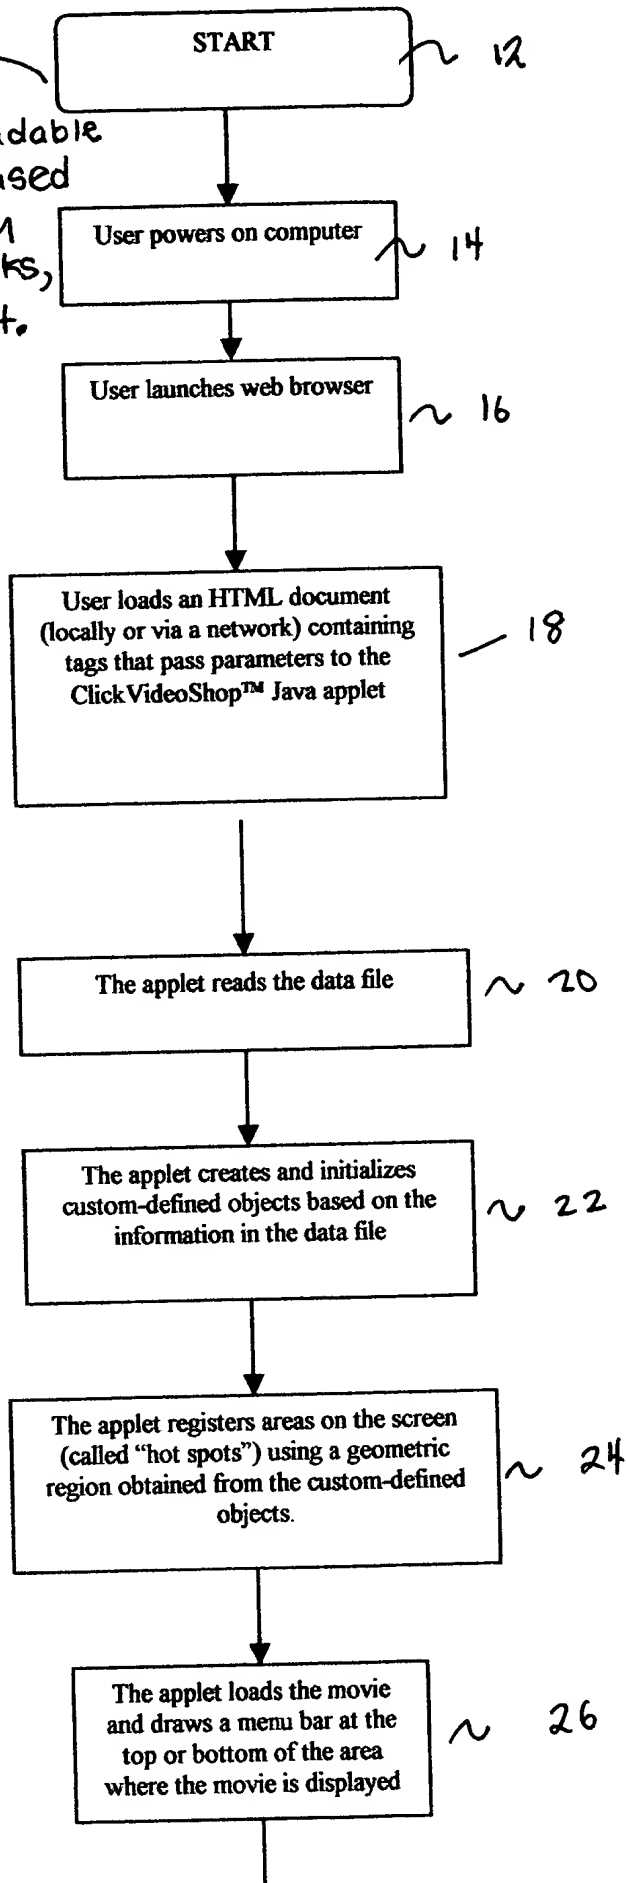 START
12
User powers on computer
14
User launches web browser
16
User loads an HTML document
(locally or via a network) containing
tags that pass parameters to the
ClickVideoShop™ Java applet
18
The applet reads the data file
20
The applet creates and initializes
custom-defined objects based on the
information in the data file
22
The applet registers areas on the screen
(called “hot spots”) using a geometric
region obtained from the custom-defined
objects.
24
The applet loads the movie
and draws a menu bar at the
top or bottom of the area
where the movie is displayed
26